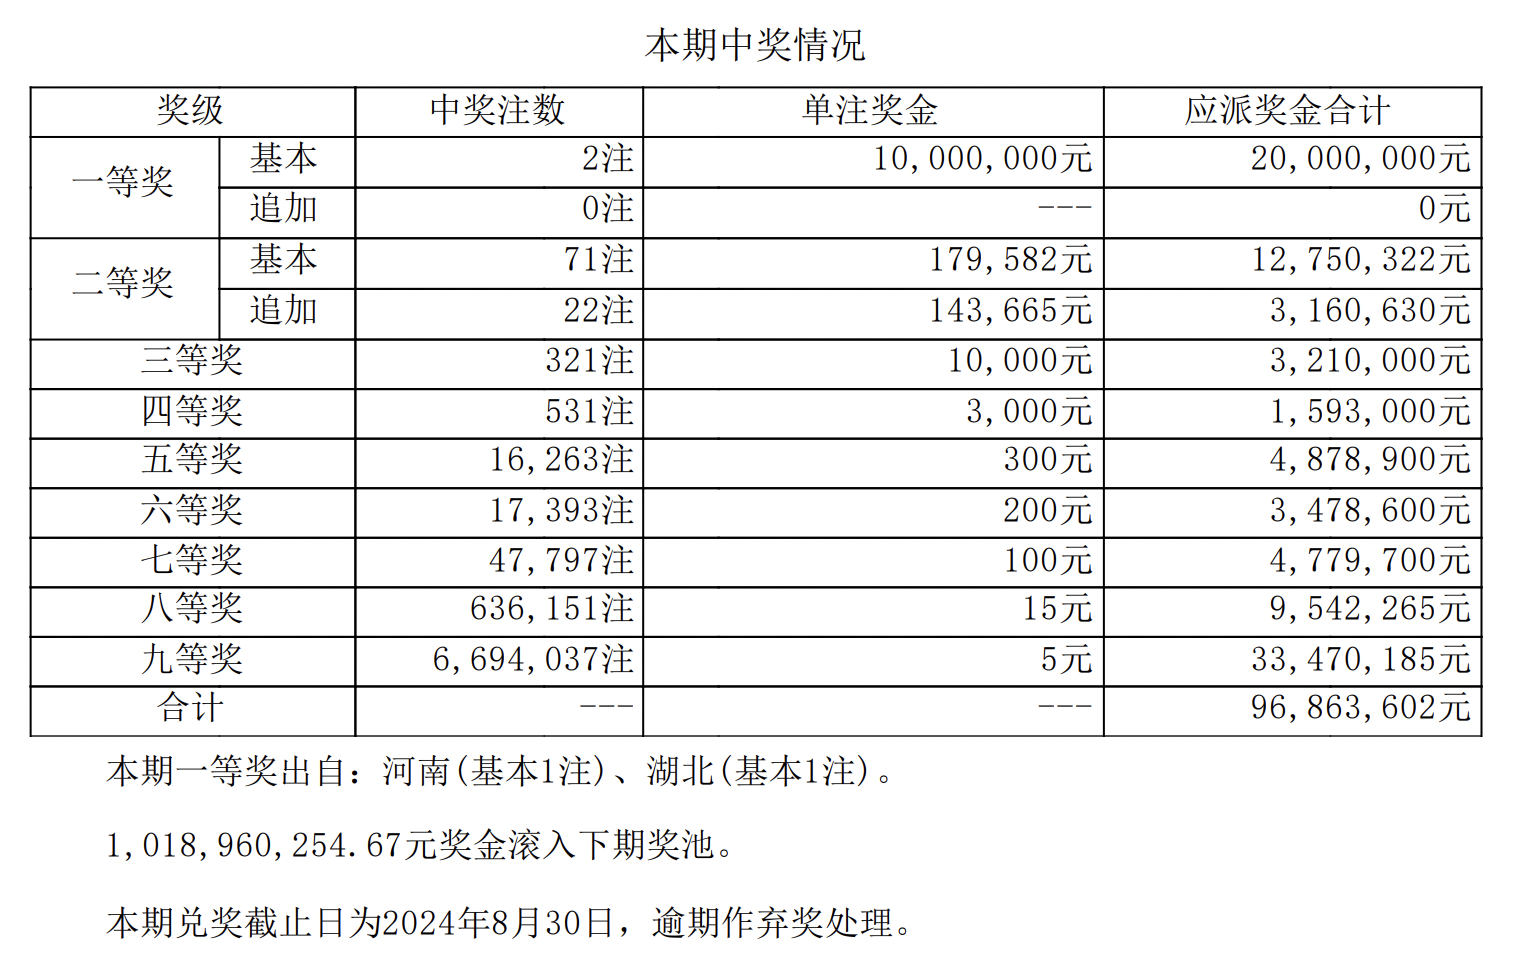 本期中奖情况
奖级 中奖注数 单注奖金 应派奖金合计
一等奖 基本 2注 10,000,000元 20,000,000元
追加 0注 --- 0元
二等奖 基本 71注 179,582元 12,750,322元
追加 22注 143,665元 3,160,630元
三等奖 321注 10,000元 3,210,000元
四等奖 531注 3,000元 1,593,000元
五等奖 16,263注 300元 4,878,900元
六等奖 17,393注 200元 3,478,600元
七等奖 47,797注 100元 4,779,700元
八等奖 636,151注 15元 9,542,265元
九等奖 6,694,037注 5元 33,470,185元
合计 --- --- 96,863,602元
本期一等奖出自：河南(基本1注)、湖北(基本1注)。
1,018,960,254.67元奖金滚入下期奖池。
本期兑奖截止日为2024年8月30日，逾期作弃奖处理。